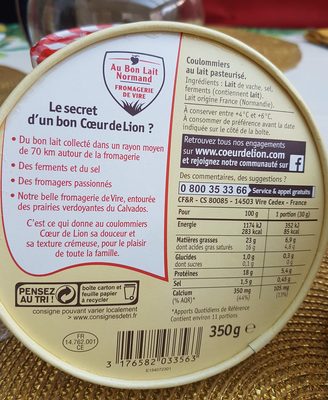 Au Bon Lait
Normand
FROMAGERIE
DE VIRE
Le secret
d'un bon Cœur de Lion ?
• Du bon lait collecté dans un rayon moyen
de 70 km autour de la fromagerie
• Des ferments et du sel
• Des fromagers passionnés
• Notre belle fromagerie de Vire, entourée
des prairies verdoyantes du Calvados.
C'est ce qui donne au coulommiers
Cœur de Lion sa douceur et
sa texture crémeuse, pour le plaisir
de toute la famille.
PENSEZ
AU TRI !
boîte carton et
feuille papier
à recycler
consigne pouvant varier localement
> www.consignesdetri.fr
FR
14.762.001
CE
3 176582 033563
Coulommiers
au lait pasteurisé.
Ingrédients : Lait de vache, sel,
ferments (contiennent lait).
Lait origine France (Normandie).
À conserver entre +4°C et +6°C.
À consommer de préférence avant la date
indiquée sur le côté de la boîte.
Retrouvez tous nos engagements
sur www.coeurdelion.com
et rejoignez notre communauté sur f
Des commentaires, des suggestions ?
0 800 35 33 66 Service & appel gratuits
CF&R - CS 80085 - 14503 Vire Cedex - France
Pour 100 g 1 portion (30 g)
Energie 1174 kJ 352 kJ
283 kcal 85 kcal
Matières grasses 23 g 6,9 g
dont acides gras saturés 16 g 4,8 g
Glucides 1,0 g 0,3 g
dont sucres 0,1 g 0 g
Protéines 18 g 5,4 g
Sel 1,5 g 0,45 g
Calcium 350 mg 105 mg
(% AQR)* (44%) (13%)
*Apports Quotidiens de Référence
Contient environ 11 portions
350 g e